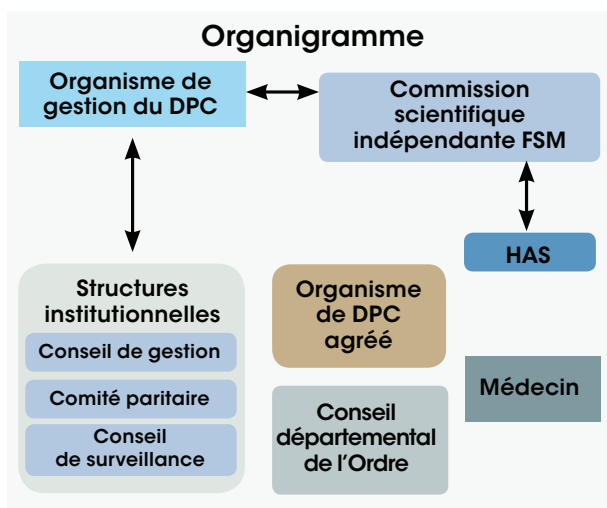 Organigramme
Organisme de
gestion du DPC
Commission
scientifique
indépendante FSM
HAS
Structures
institutionnelles
Conseil de gestion
Comité paritaire
Conseil
de surveillance
Organisme
de DPC
agréé
Conseil
départemental
de l’Ordre
Médecin